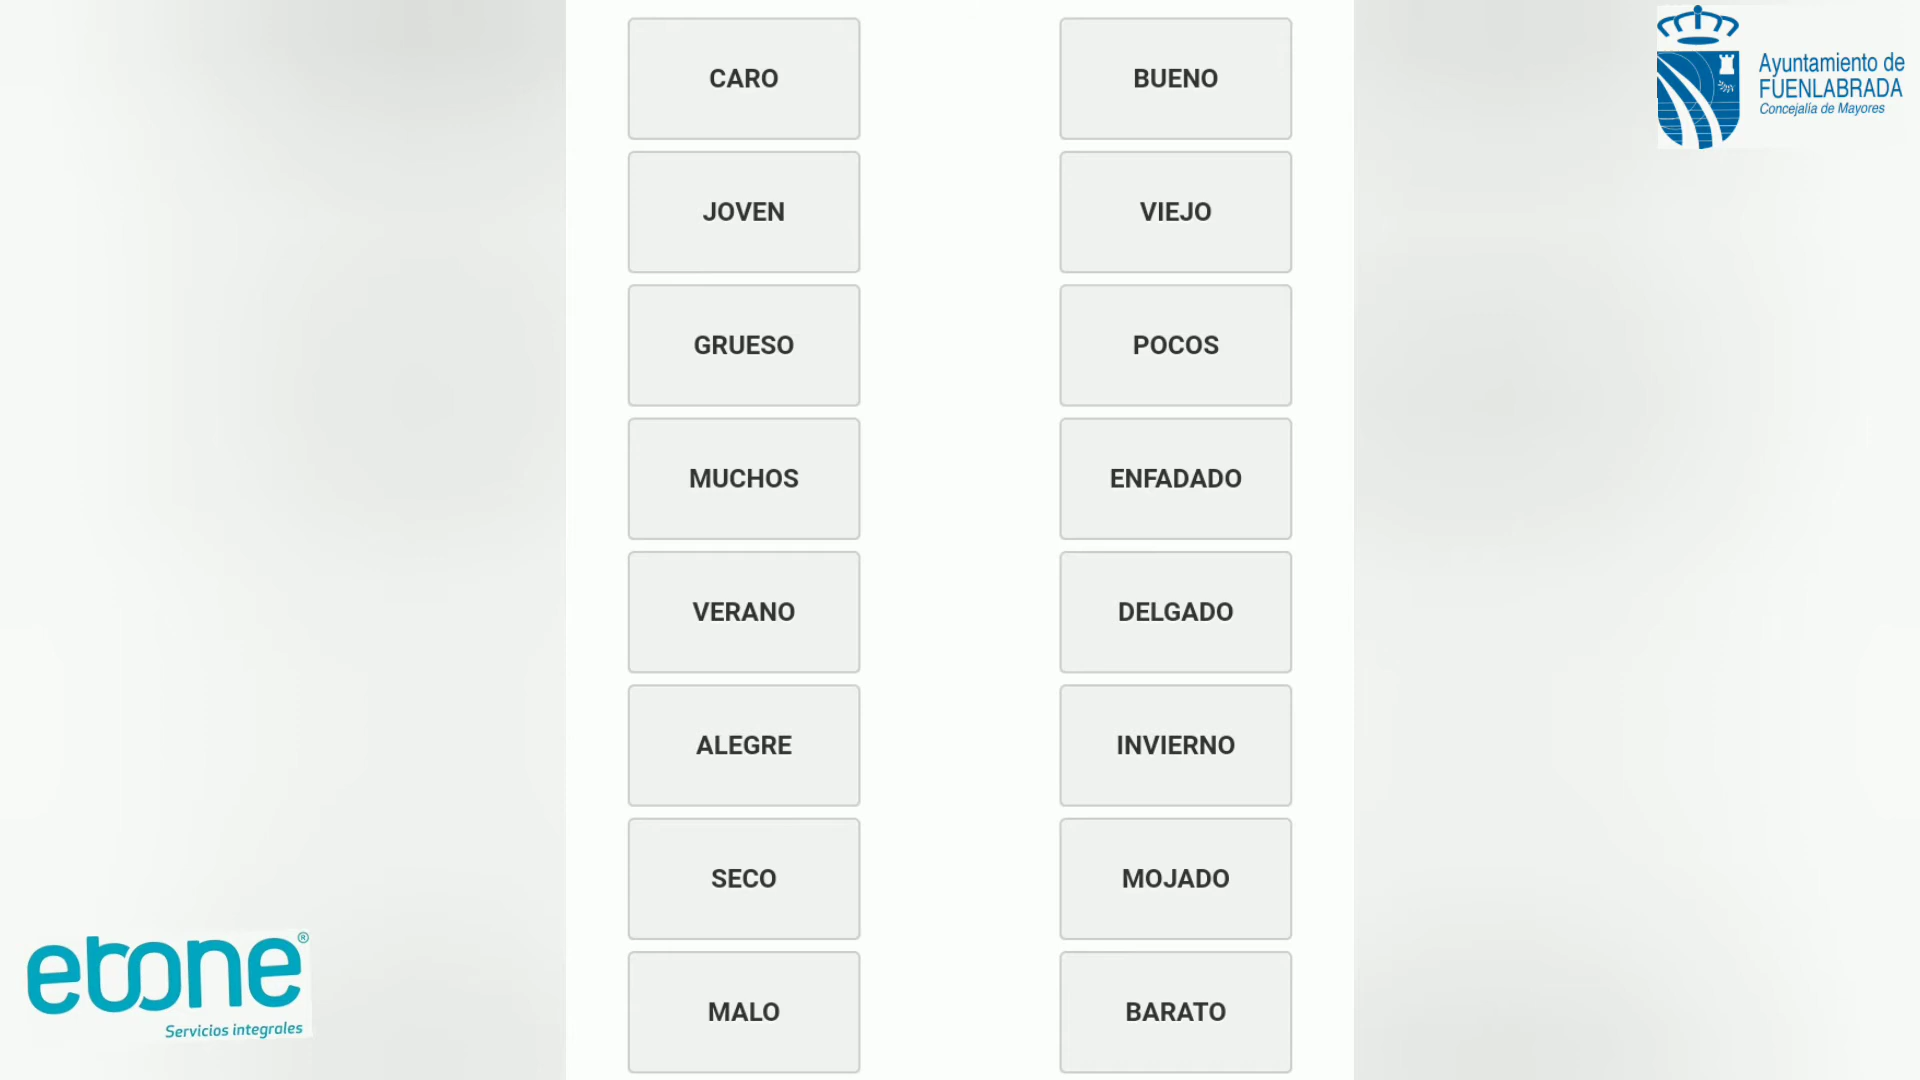 CARO
BUENO
JOVEN
VIEJO
GRUESO
POCOS
MUCHOS
ENFADADO
VERANO
DELGADO
ALEGRE
INVIERNO
SECO
MOJADO
MALO
BARATO
Ayuntamiento de
FUENLABRADA
Concejalía de Mayores
ebone®
Servicios integrales